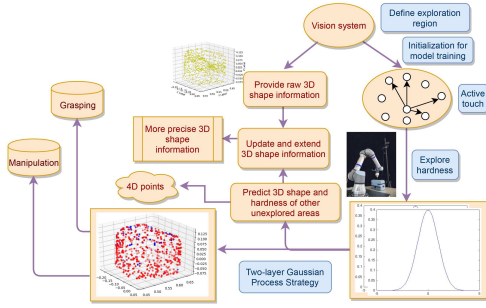 Vision system
Define exploration
region
Initialization for
model training
Provide raw 3D
shape information
Active
touch
Grasping
More precise 3D
shape
information
Update and extend
3D shape information
Manipulation
Explore
hardness
4D points
Predict 3D shape and
hardness of other
unexplored areas
Two-layer Gaussian
Process Strategy